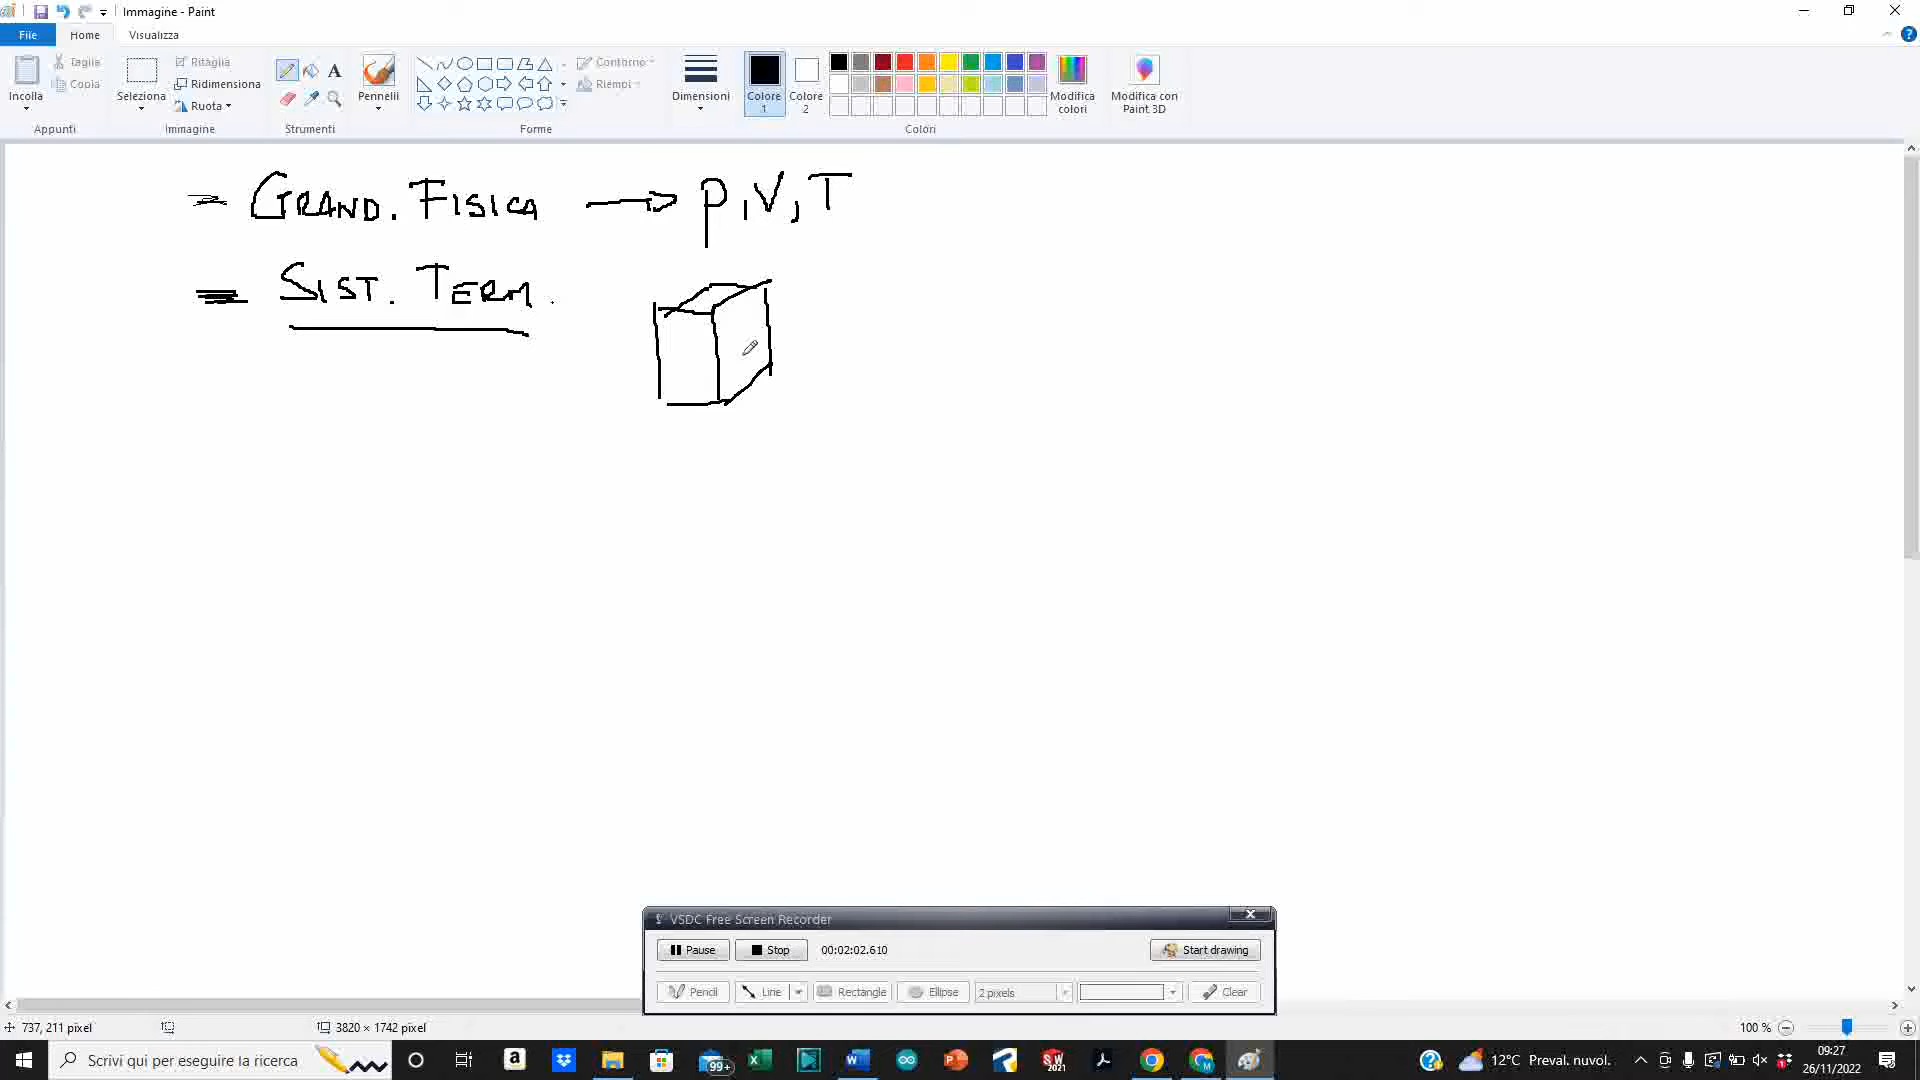 Immagine - Paint
File Home Visualizza
Incolla Taglia Copia Appunti
Seleziona Ritaglia Ridimensiona Ruota Immagine
Strumenti
Pennelli
Contorno Riempi Forme
Dimensioni
Colore 1 Colore 2 Modifica colori Colori
Modifica con Paint 3D
= GRAND. FISICA → p, V, T
= SIST. TERM.
VSDC Free Screen Recorder
Pause Stop 00:02:02.610 Start drawing
Pencil Line Rectangle Ellipse 2 pixels Clear
737, 211 pixel 3820 × 1742 pixel 100 %
Scrivi qui per eseguire la ricerca 99+ SW 2021 12°C Preval. nuvol. 09:27
26/11/2022